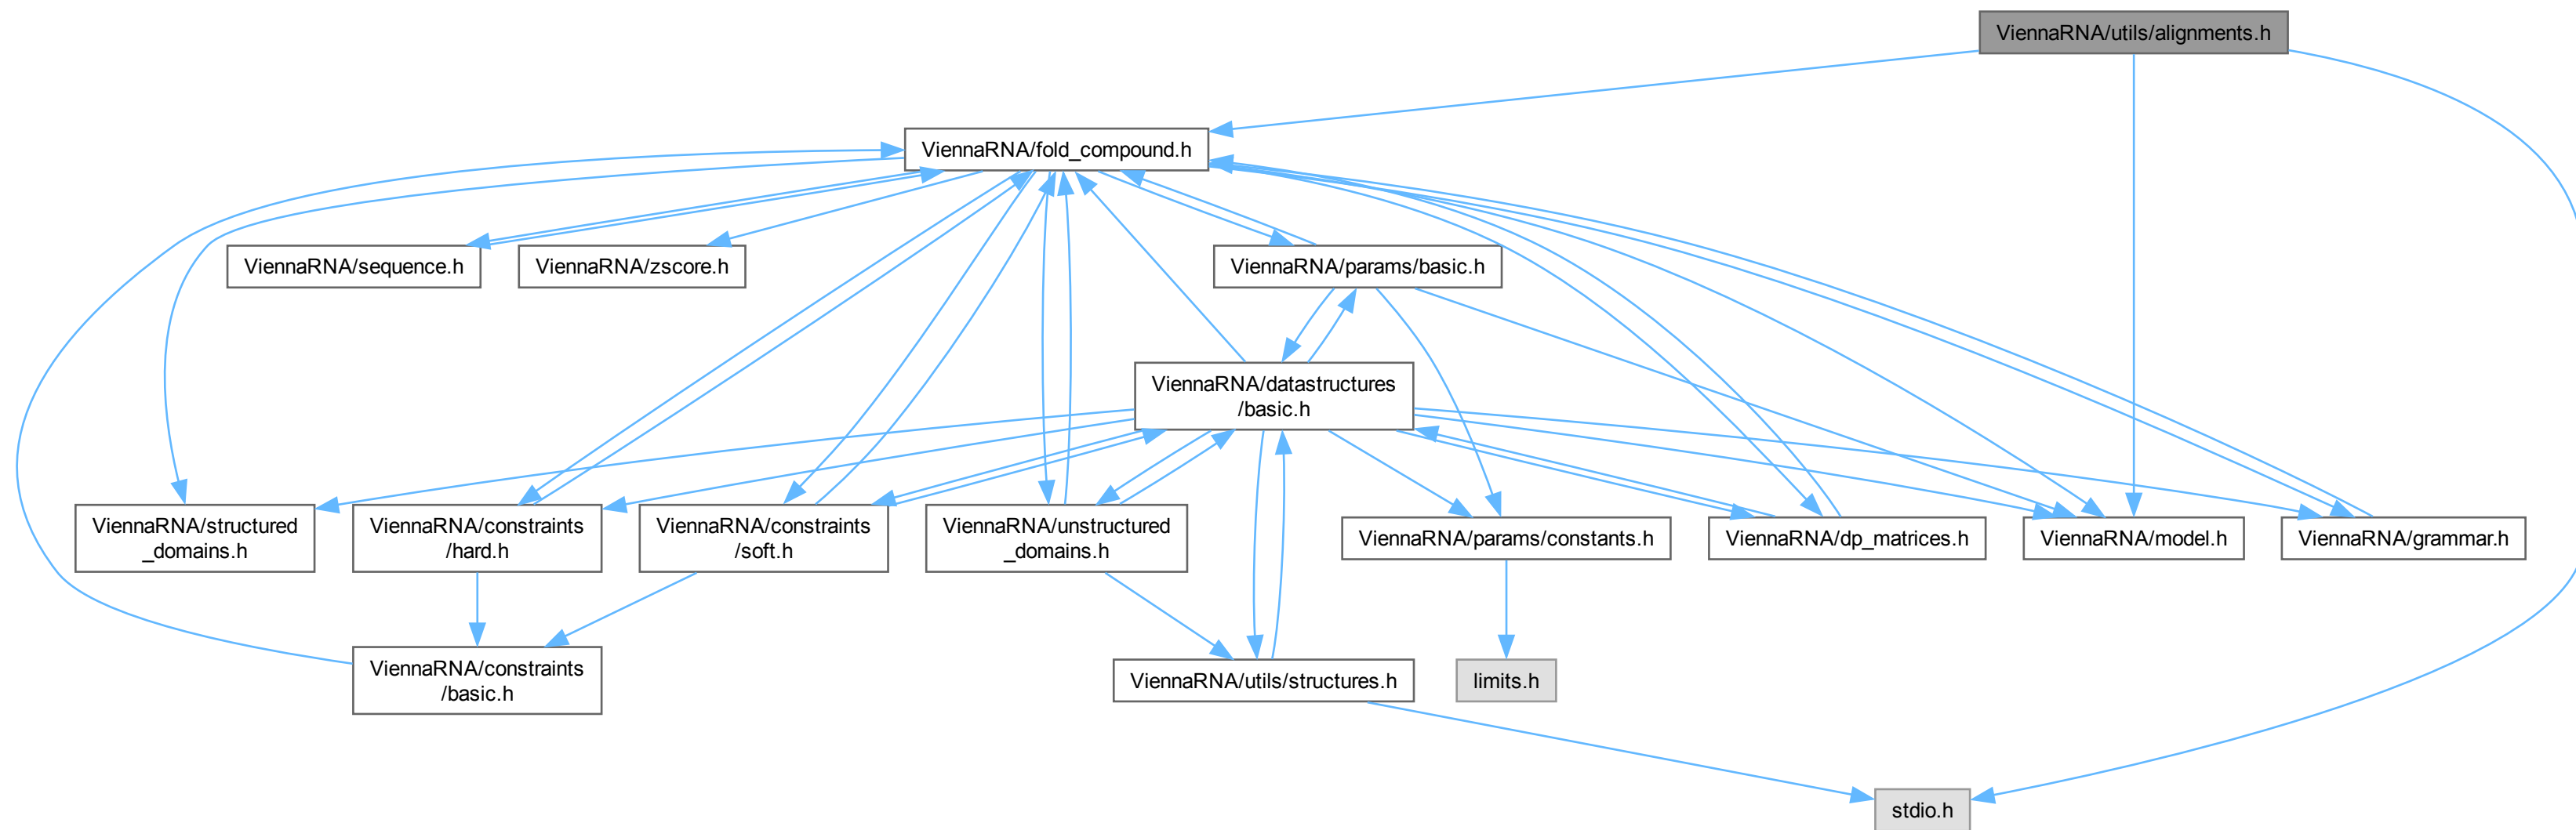 ViennaRNA/utils/alignments.h
ViennaRNA/fold_compound.h
ViennaRNA/sequence.h
ViennaRNA/zscore.h
ViennaRNA/params/basic.h
ViennaRNA/datastructures
/basic.h
ViennaRNA/structured
_domains.h
ViennaRNA/constraints
/hard.h
ViennaRNA/constraints
/soft.h
ViennaRNA/unstructured
_domains.h
ViennaRNA/params/constants.h
ViennaRNA/dp_matrices.h
ViennaRNA/model.h
ViennaRNA/grammar.h
ViennaRNA/constraints
/basic.h
ViennaRNA/utils/structures.h
limits.h
stdio.h